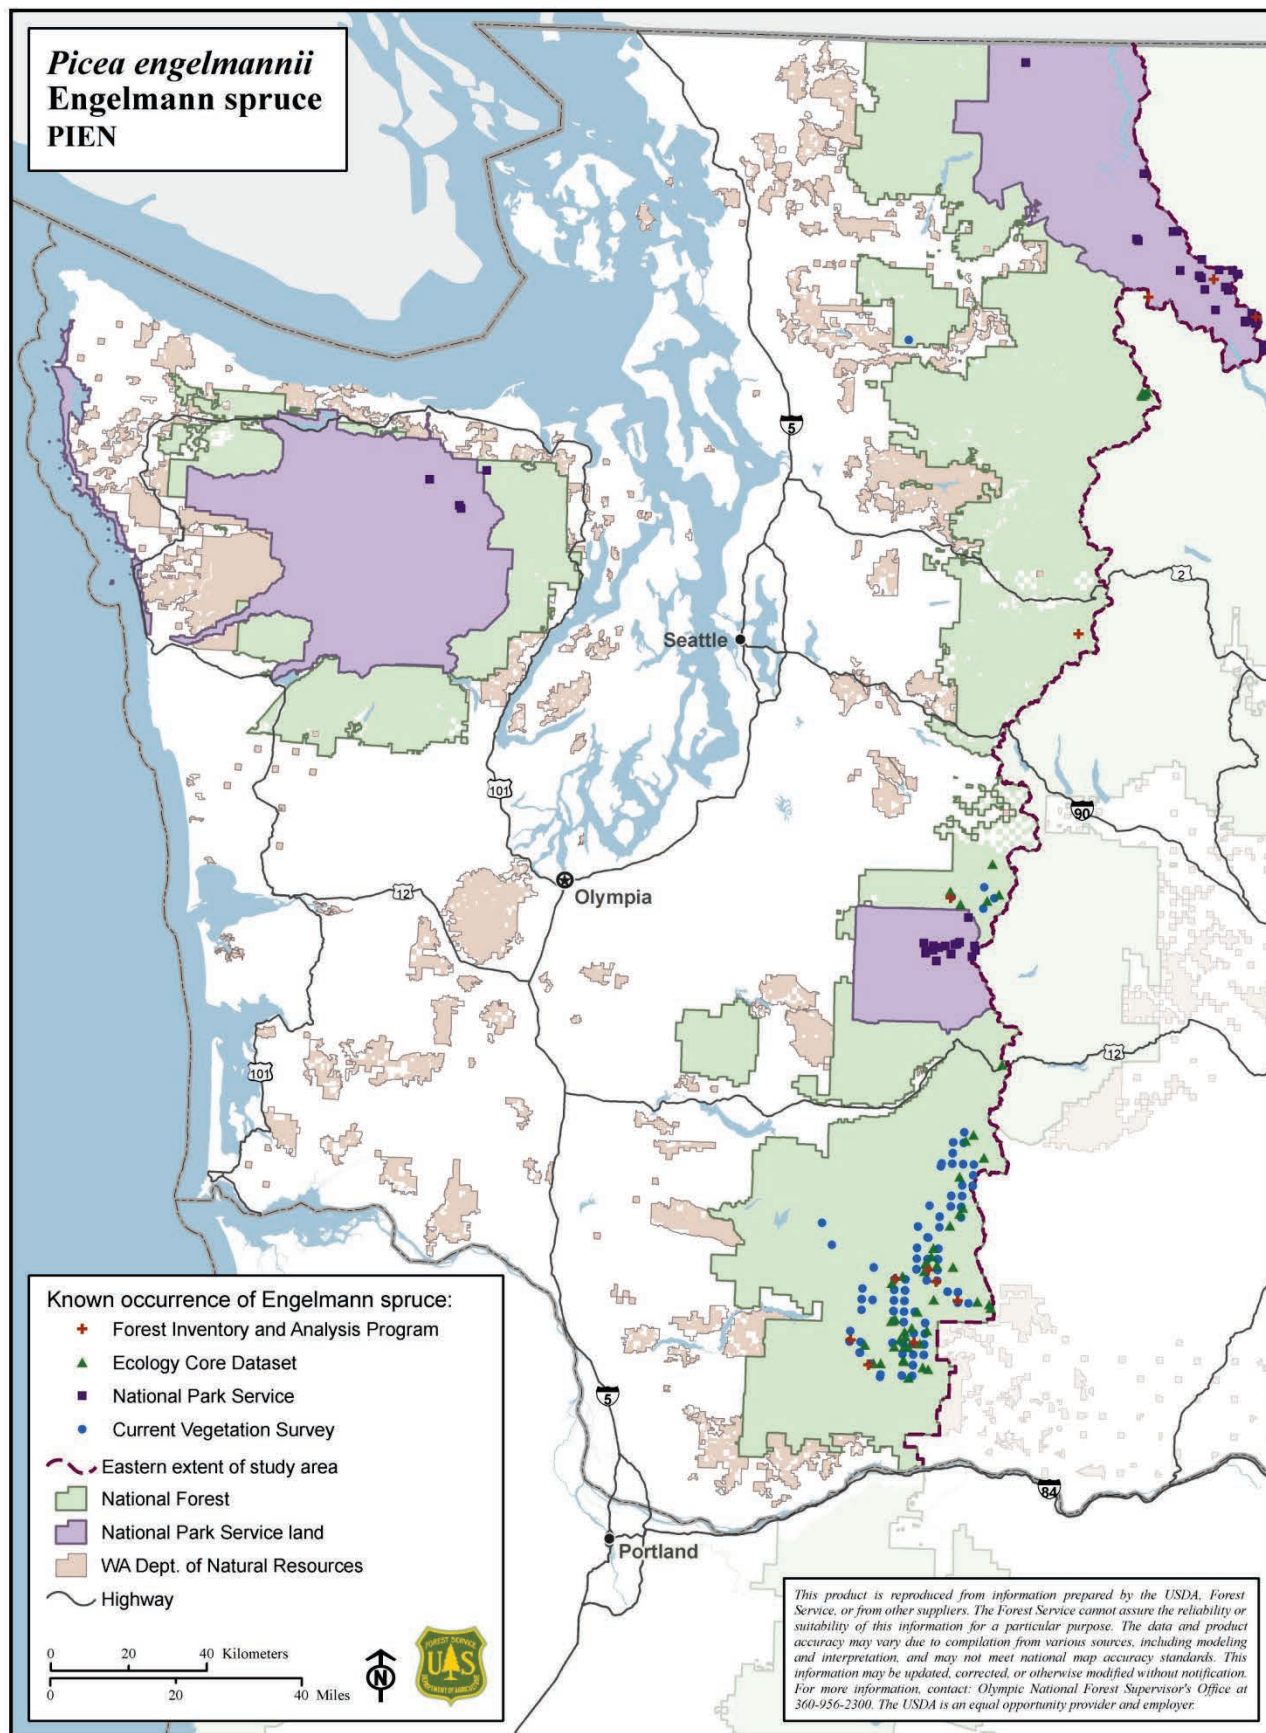 Picea engelmannii
Engelmann spruce
PIEN
5
2
Seattle
101
90
12
Olympia
101
12
5
84
Portland
Known occurrence of Engelmann spruce:
Forest Inventory and Analysis Program
Ecology Core Dataset
National Park Service
Current Vegetation Survey
Eastern extent of study area
National Forest
National Park Service land
WA Dept. of Natural Resources
Highway
0 20 40 Kilometers
0 20 40 Miles
N
FOREST SERVICE
U S
DEPARTMENT OF AGRICULTURE
This product is reproduced from information prepared by the USDA, Forest
Service, or from other suppliers. The Forest Service cannot assure the reliability or
suitability of this information for a particular purpose. The data and product
accuracy may vary due to compilation from various sources, including modeling
and interpretation, and may not meet national map accuracy standards. This
information may be updated, corrected, or otherwise modified without notification.
For more information, contact: Olympic National Forest Supervisor's Office at
360-956-2300. The USDA is an equal opportunity provider and employer.